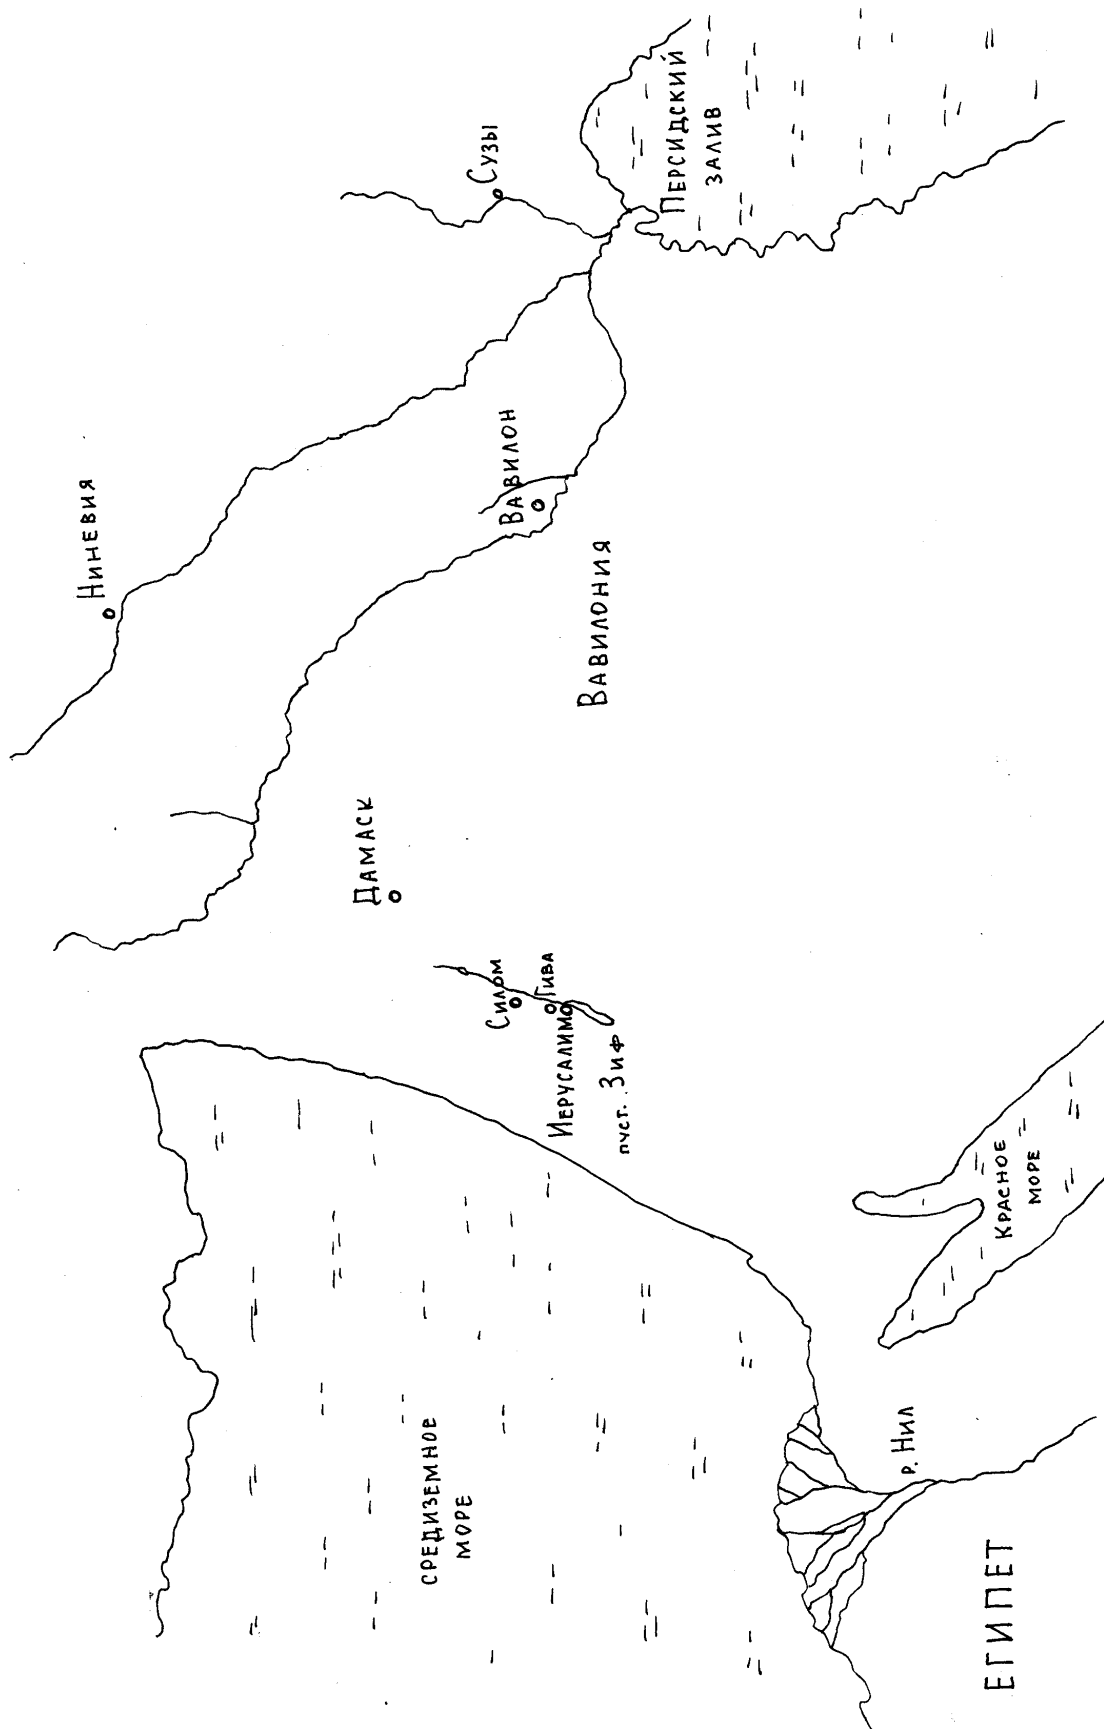 Ниневия
Сузы
Персидский
залив
Вавилон
Вавилония
Дамаск
Силом
Гива
Иерусалим
пуст. Зиф
СРЕДИЗЕМНОЕ
МОРЕ
КРАСНОЕ
МОРЕ
р. Нил
ЕГИПЕТ